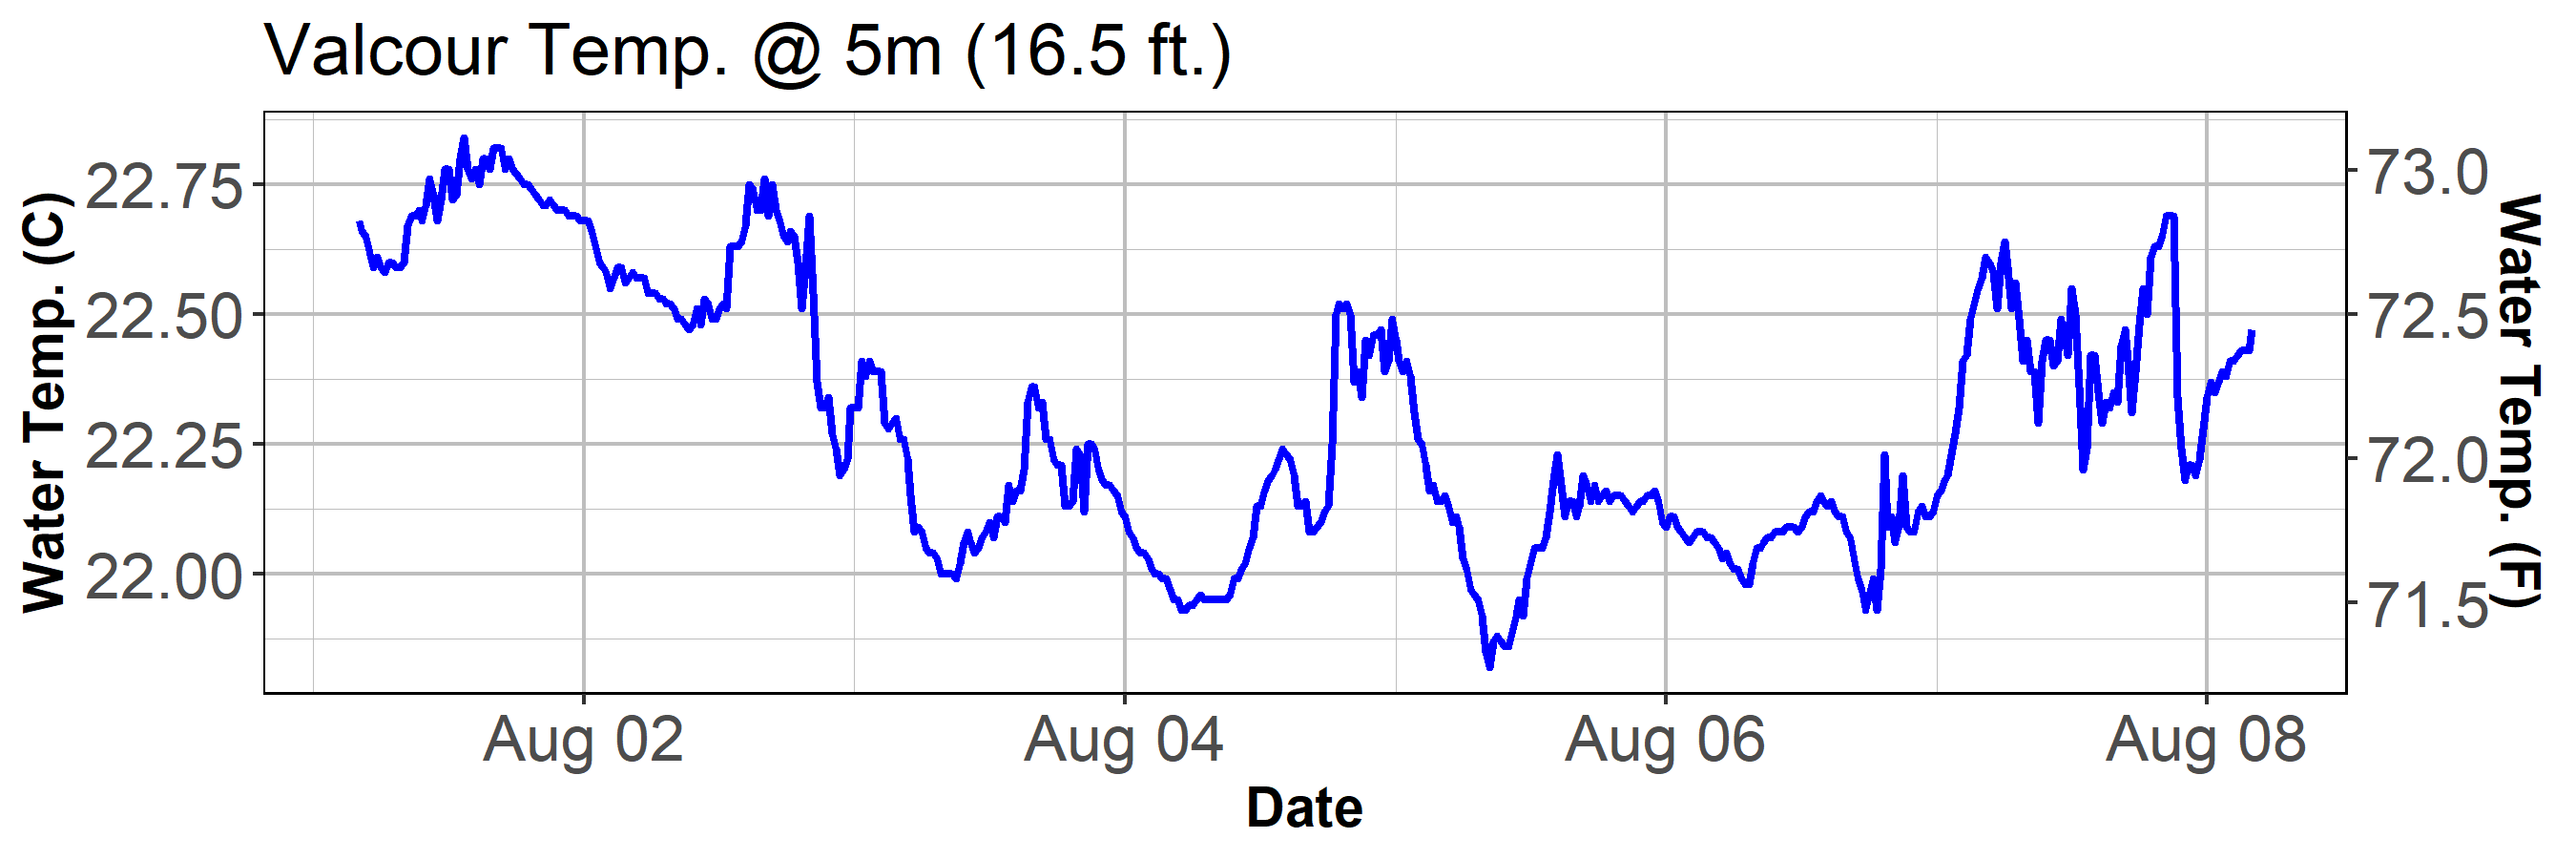 Valcour Temp. @ 5m (16.5 ft.)
Water Temp. (C)
22.75
22.50
22.25
22.00
73.0
72.5
72.0
71.5
Water Temp. (F)
Aug 02
Aug 04
Aug 06
Aug 08
Date